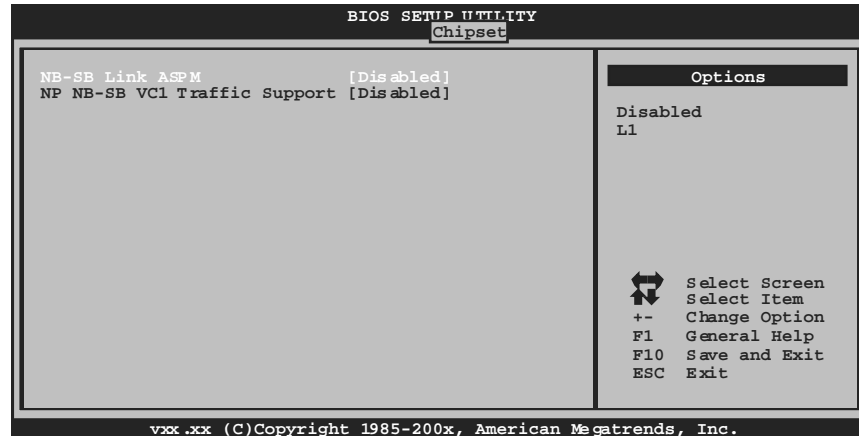 BIOS SETUP UTILITY
Chipset
NB-SB Link ASPM [Disabled]
NP NB-SB VC1 Traffic Support [Disabled]
Options
Disabled
L1
Select Screen
Select Item
+- Change Option
F1 General Help
F10 Save and Exit
ESC Exit
vxx.xx (C)Copyright 1985-200x, American Megatrends, Inc.